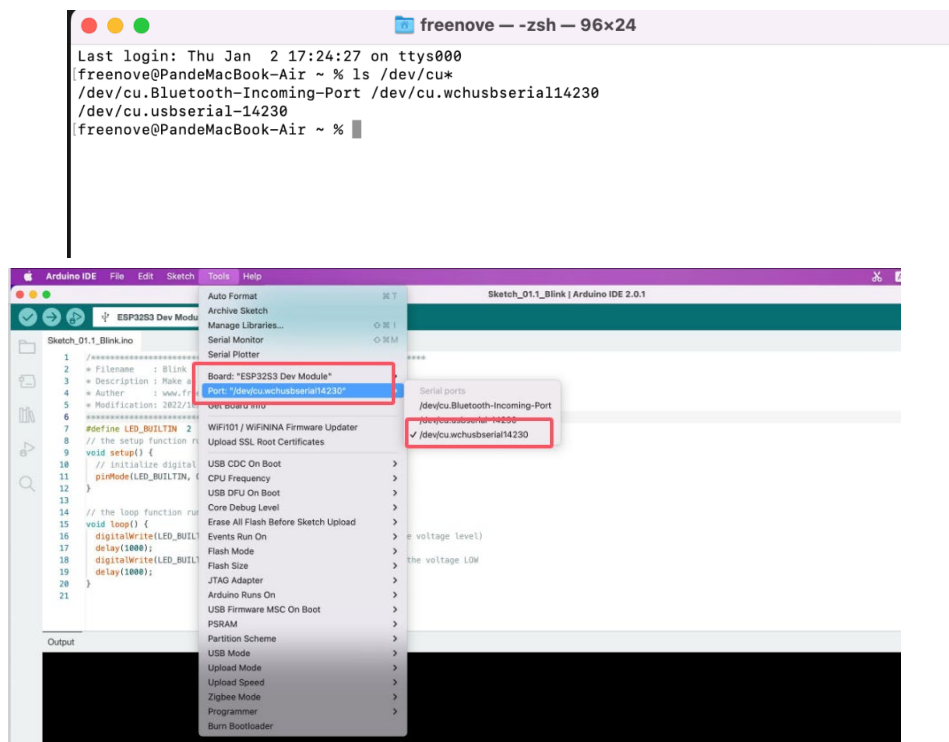 freenove — -zsh — 96×24
Last login: Thu Jan  2 17:24:27 on ttys000
[freenove@PandeMacBook-Air ~ % ls /dev/cu*
/dev/cu.Bluetooth-Incoming-Port /dev/cu.wchusbserial14230
/dev/cu.usbserial-14230
[freenove@PandeMacBook-Air ~ %
Arduino IDE File Edit Sketch Tools Help
Sketch_01.1_Blink | Arduino IDE 2.0.1
ESP32S3 Dev Modu
Sketch_01.1_Blink.ino
1 /**********************
2 * Filename    : Blink
3 * Description : Make a
4 * Auther      : www.fre
5 * Modification: 2022/10
6 **********************
7 #define LED_BUILTIN  2
8 // the setup function ru
9 void setup() {
10   // initialize digital
11   pinMode(LED_BUILTIN,
12 }
13
14 // the loop function ru
15 void loop() {
16   digitalWrite(LED_BUILT
e voltage level)
17   delay(1000);
18   digitalWrite(LED_BUILT
the voltage LOW
19   delay(1000);
20 }
21
Output
Auto Format ⌘ T
Archive Sketch
Manage Libraries... ⇧ ⌘ I
Serial Monitor ⇧ ⌘ M
Serial Plotter
Board: "ESP32S3 Dev Module"
Port: "/dev/cu.wchusbserial14230"
Get Board Info
WiFi101 / WiFiNINA Firmware Updater
Upload SSL Root Certificates
USB CDC On Boot
CPU Frequency
USB DFU On Boot
Core Debug Level
Erase All Flash Before Sketch Upload
Events Run On
Flash Mode
Flash Size
JTAG Adapter
Arduino Runs On
USB Firmware MSC On Boot
PSRAM
Partition Scheme
USB Mode
Upload Mode
Upload Speed
Zigbee Mode
Programmer
Burn Bootloader
Serial ports
/dev/cu.Bluetooth-Incoming-Port
/dev/cu.usbserial-14230
✓ /dev/cu.wchusbserial14230